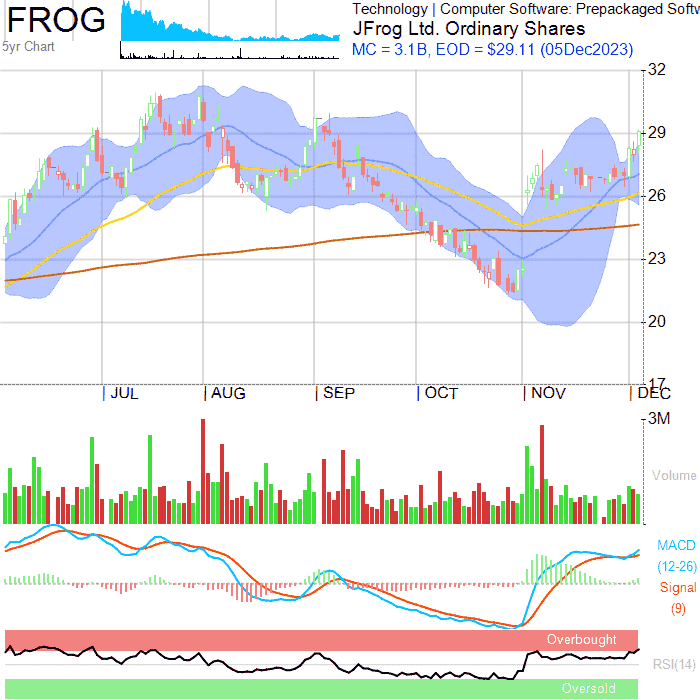 FROG
5yr Chart
Technology | Computer Software: Prepackaged Softw
JFrog Ltd. Ordinary Shares
MC = 3.1B, EOD = $29.11 (05Dec2023)
32
29
26
23
20
17
JUL AUG SEP OCT NOV DEC
3M
Volume
MACD
(12-26)
Signal
(9)
Overbought
RSI(14)
Oversold